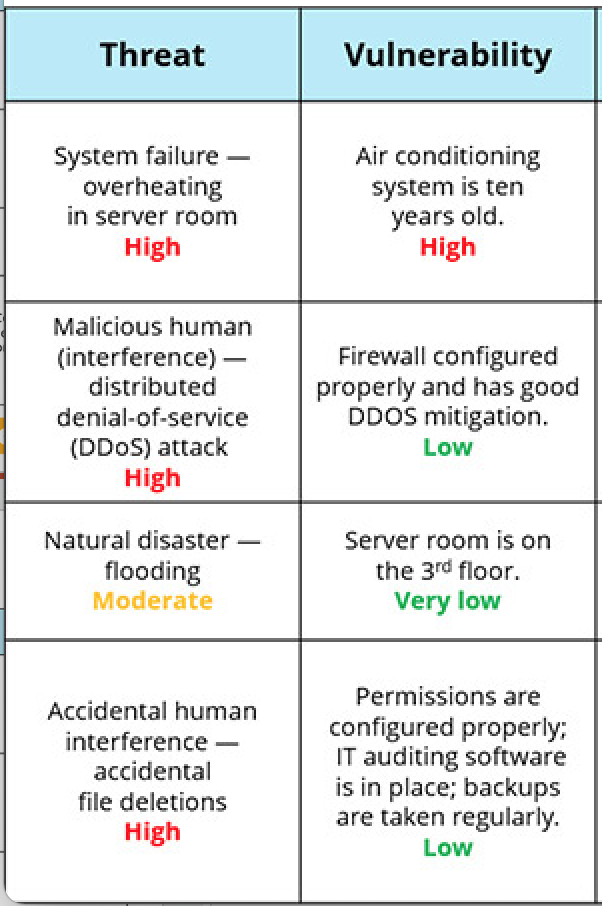 Threat
Vulnerability
System failure —
overheating
in server room
High
Air conditioning
system is ten
years old.
High
Malicious human
(interference) —
distributed
denial-of-service
(DDoS) attack
High
Firewall configured
properly and has good
DDOS mitigation.
Low
Natural disaster —
flooding
Moderate
Server room is on
the 3rd floor.
Very low
Accidental human
interference —
accidental
file deletions
High
Permissions are
configured properly;
IT auditing software
is in place; backups
are taken regularly.
Low